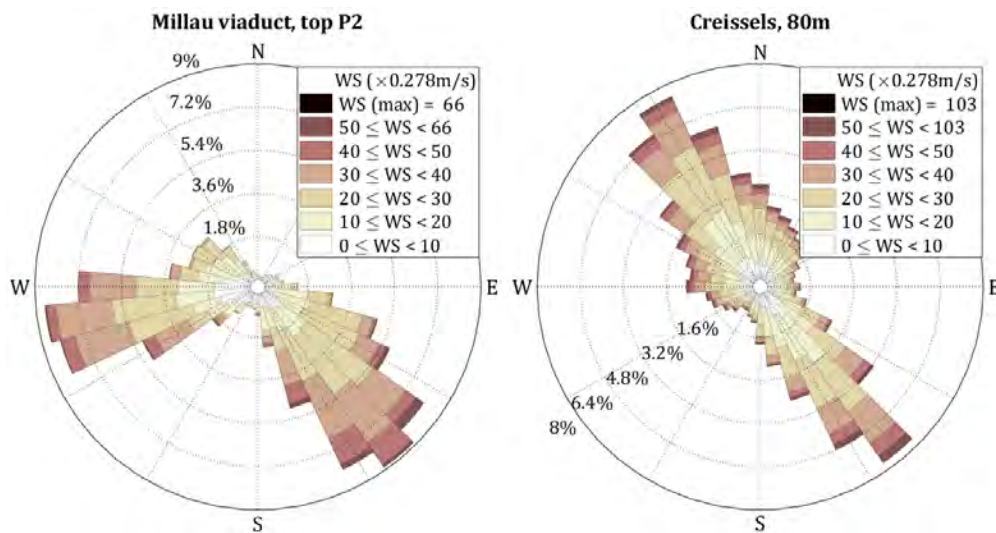 Millau viaduct, top P2
N
9%
7.2%
5.4%
3.6%
1.8%
W
E
S
WS (×0.278m/s)
WS (max) = 66
50 ≤ WS < 66
40 ≤ WS < 50
30 ≤ WS < 40
20 ≤ WS < 30
10 ≤ WS < 20
0 ≤ WS < 10
Creissels, 80m
N
WS (×0.278m/s)
WS (max) = 103
50 ≤ WS < 103
40 ≤ WS < 50
30 ≤ WS < 40
20 ≤ WS < 30
10 ≤ WS < 20
0 ≤ WS < 10
W
E
1.6%
3.2%
4.8%
6.4%
8%
S